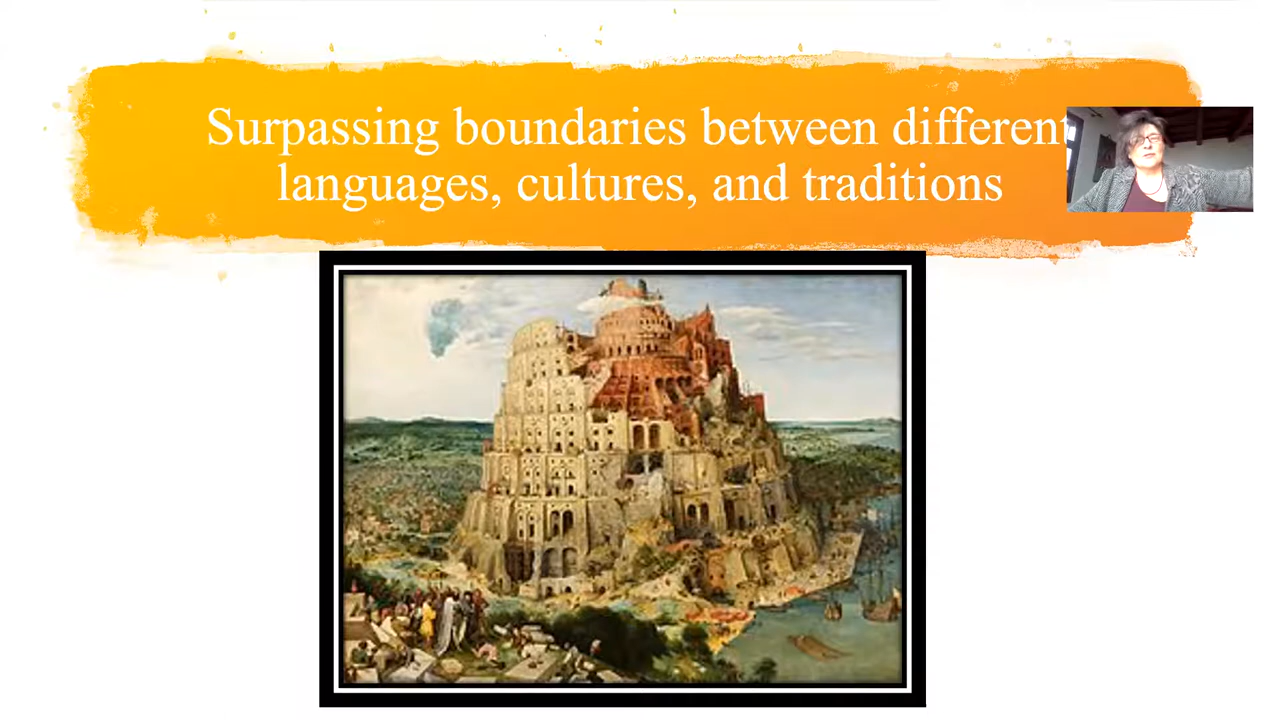 Surpassing boundaries between different
languages, cultures, and traditions